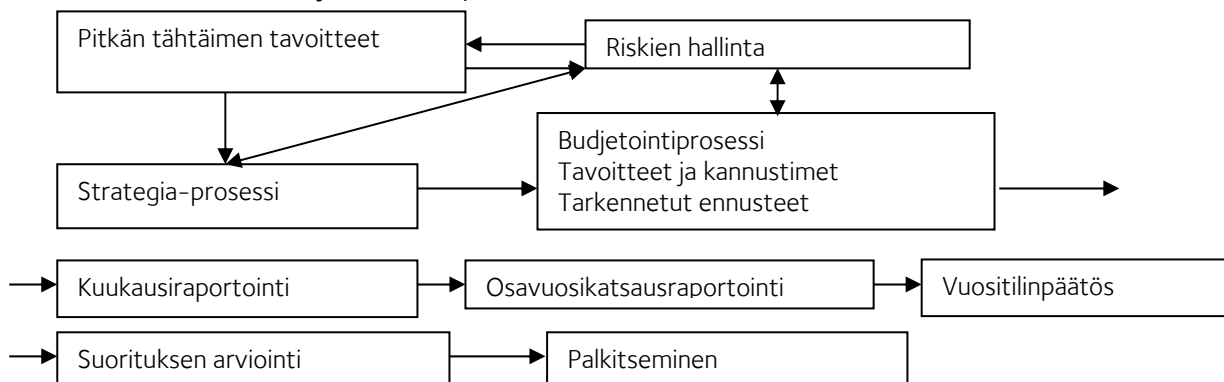 Pitkän tähtäimen tavoitteet
Riskien hallinta
Budjetointiprosessi
Tavoitteet ja kannustimet
Tarkennetut ennusteet
Strategia-prosessi
Kuukausiraportointi
Osavuosikatsausraportointi
Vuositilinpäätös
Suorituksen arviointi
Palkitseminen